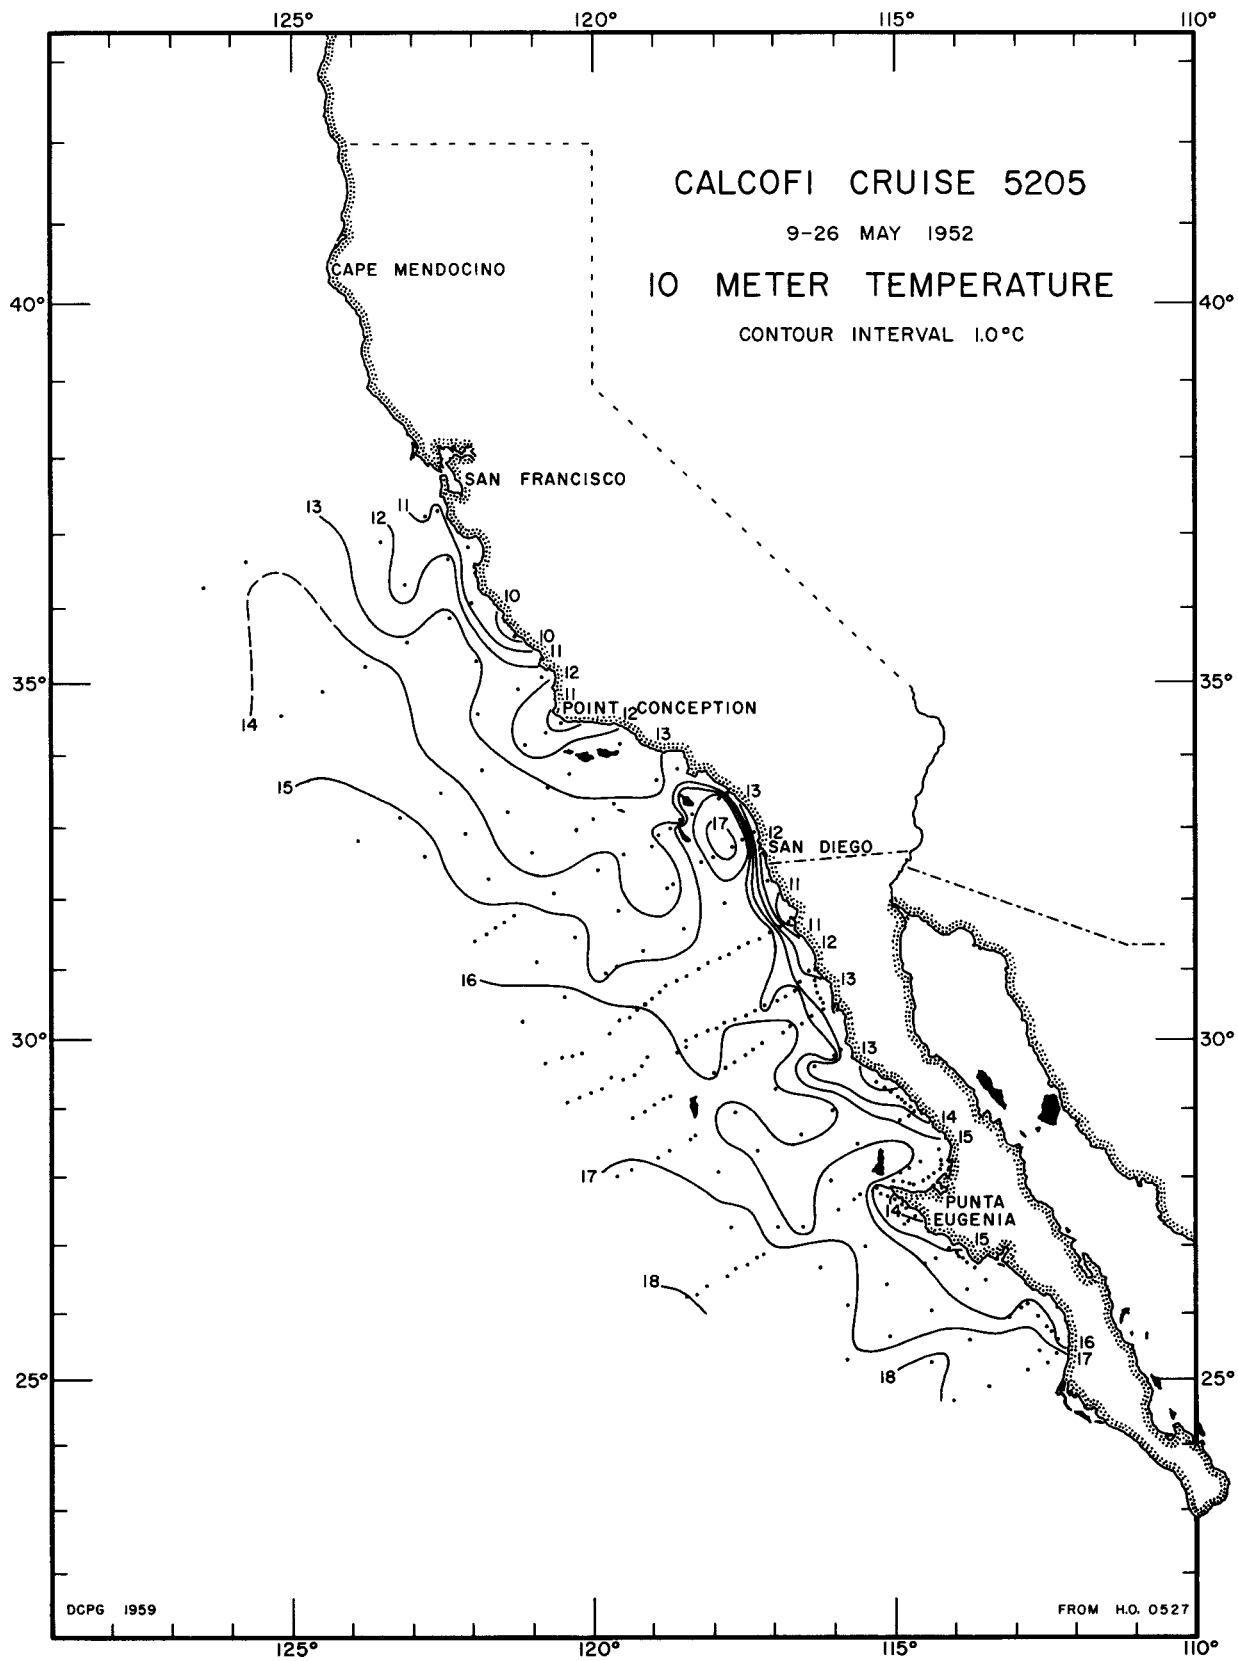 125° 120° 115° 110°
CALCOFI CRUISE 5205
9-26 MAY 1952
CAPE MENDOCINO
10 METER TEMPERATURE
40° 40°
CONTOUR INTERVAL 1.0°C
SAN FRANCISCO
13
12
11
10
10
11
12
35° 35°
11
POINT CONCEPTION
12
13
14
15
13
17
12
SAN DIEGO
11
11
12
16
13
30° 30°
13
14
15
17
PUNTA
14 EUGENIA
15
18
16
17
18
25° 25°
DCPG 1959
FROM H.O. 0527
125° 120° 115° 110°